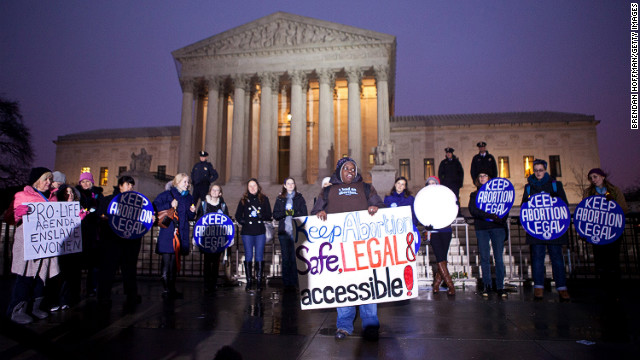 PRO-LIFE
AGENDA
ENSLAVE
WOMEN
KEEP
ABORTION
LEGAL
KEEP
ABORTION
LEGAL
Keep Abortion
Safe, LEGAL &
accessible!
KEEP
ABORTION
LEGAL
KEEP
ABORTION
LEGAL
KEEP
ABORTION
LEGAL
BRENDAN HOFFMAN/GETTY IMAGES